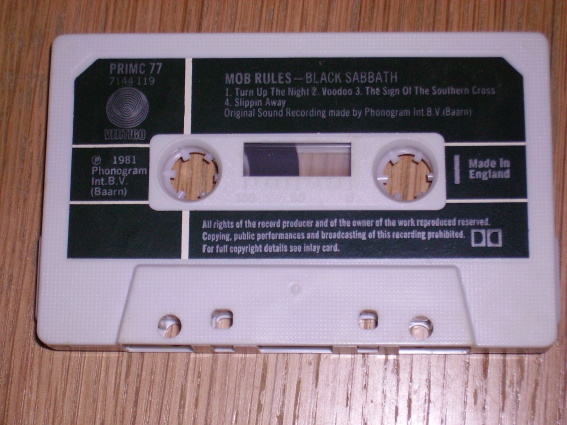 PRIMC 77
7144 119
VERTIGO
MOB RULES — BLACK SABBATH
1. Turn Up The Night 2. Voodoo 3. The Sign Of The Southern Cross
4. Slippin Away
Original Sound Recording made by Phonogram Int.B.V.(Baarn)
℗ 1981
Phonogram
Int.B.V.
(Baarn)
Made in
England
All rights of the record producer and of the owner of the work reproduced reserved.
Copying, public performances and broadcasting of this recording prohibited.
For full copyright details see inlay card.